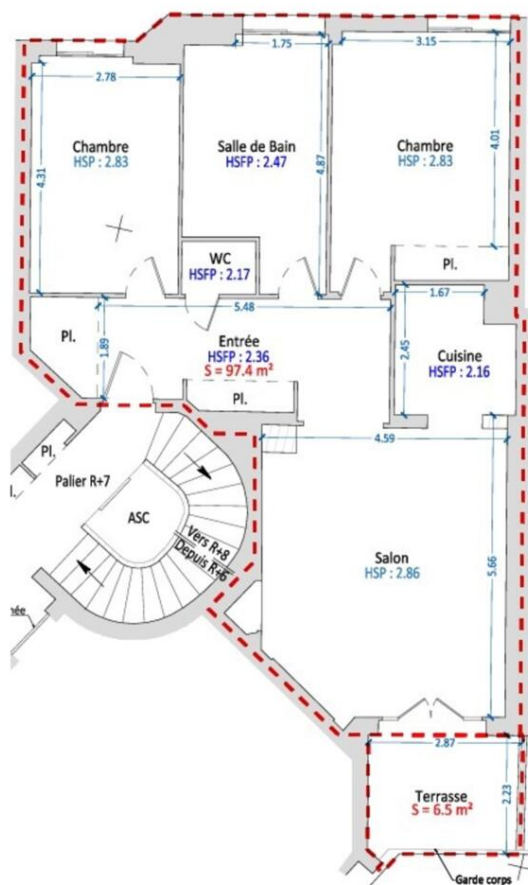 2.78
1.75
3.15
Chambre
HSP : 2.83
4.31
Salle de Bain
HSFP : 2.47
4.87
Chambre
HSP : 2.83
4.01
WC
HSFP : 2.17
Pl.
5.48
1.67
Pl.
1.89
Entrée
HSFP : 2.36
S = 97.4 m²
2.45
Cuisine
HSFP : 2.16
Pl.
4.59
Pl.
Palier R+7
ASC
Vers R+8
Depuis R+6
Salon
HSP : 2.86
5.66
2.87
Terrasse
S = 6.5 m²
2.23
Garde corps